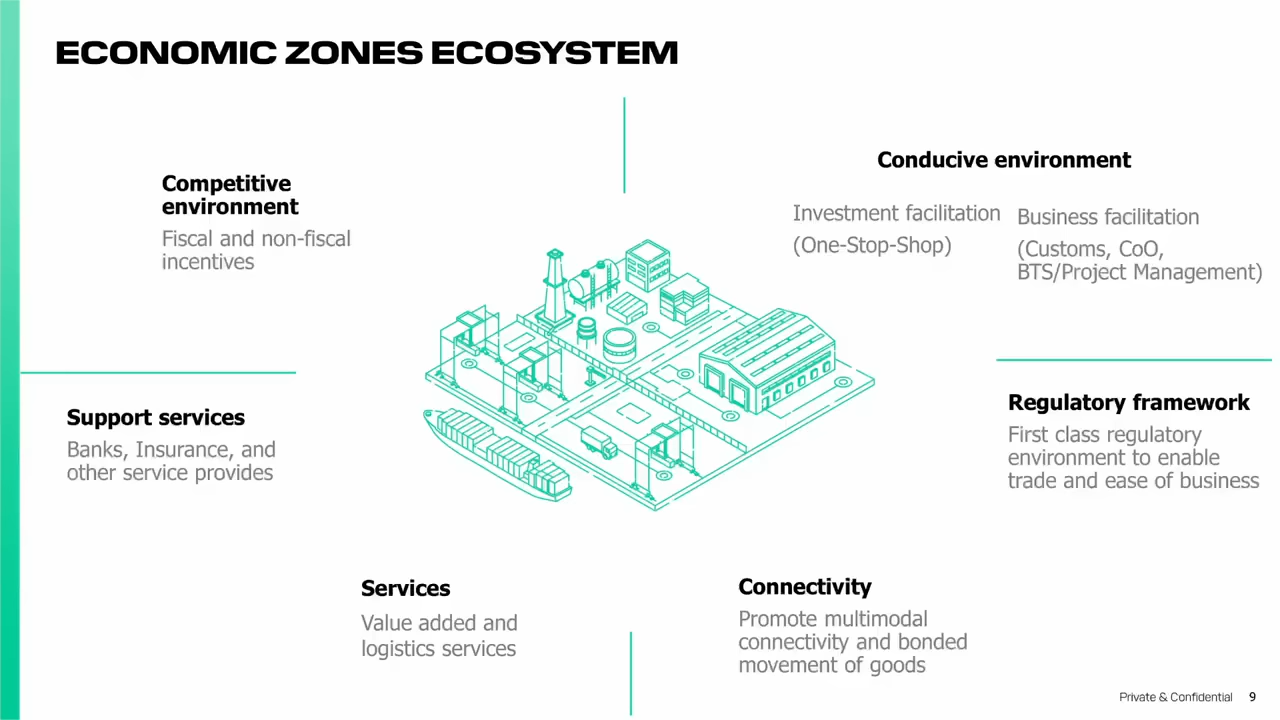 ECONOMIC ZONES ECOSYSTEM
Competitive
environment
Fiscal and non-fiscal
incentives
Conducive environment
Investment facilitation
(One-Stop-Shop)
Business facilitation
(Customs, CoO,
BTS/Project Management)
Support services
Banks, Insurance, and
other service provides
Regulatory framework
First class regulatory
environment to enable
trade and ease of business
Services
Value added and
logistics services
Connectivity
Promote multimodal
connectivity and bonded
movement of goods
Private & Confidential 9